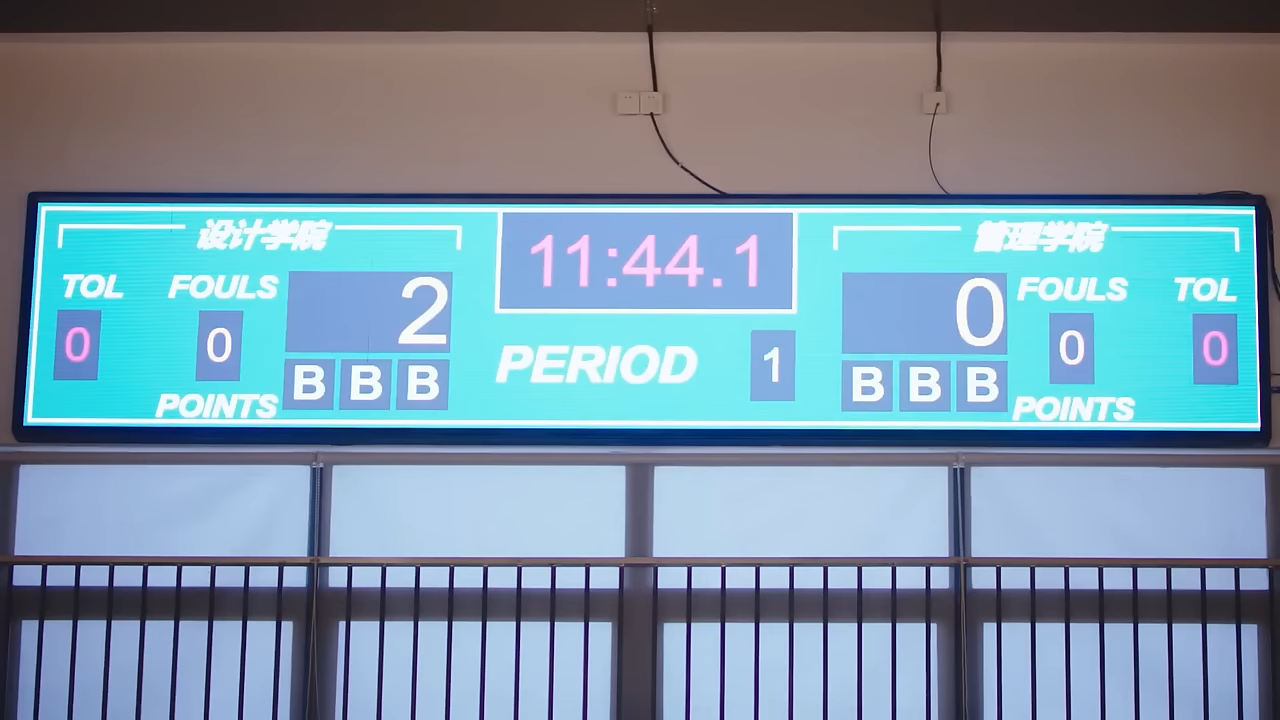 设计学院
11:44.1
管理学院
TOL FOULS 2
0 FOULS TOL
0 0
PERIOD 1
0 0
POINTS B B B
B B B POINTS